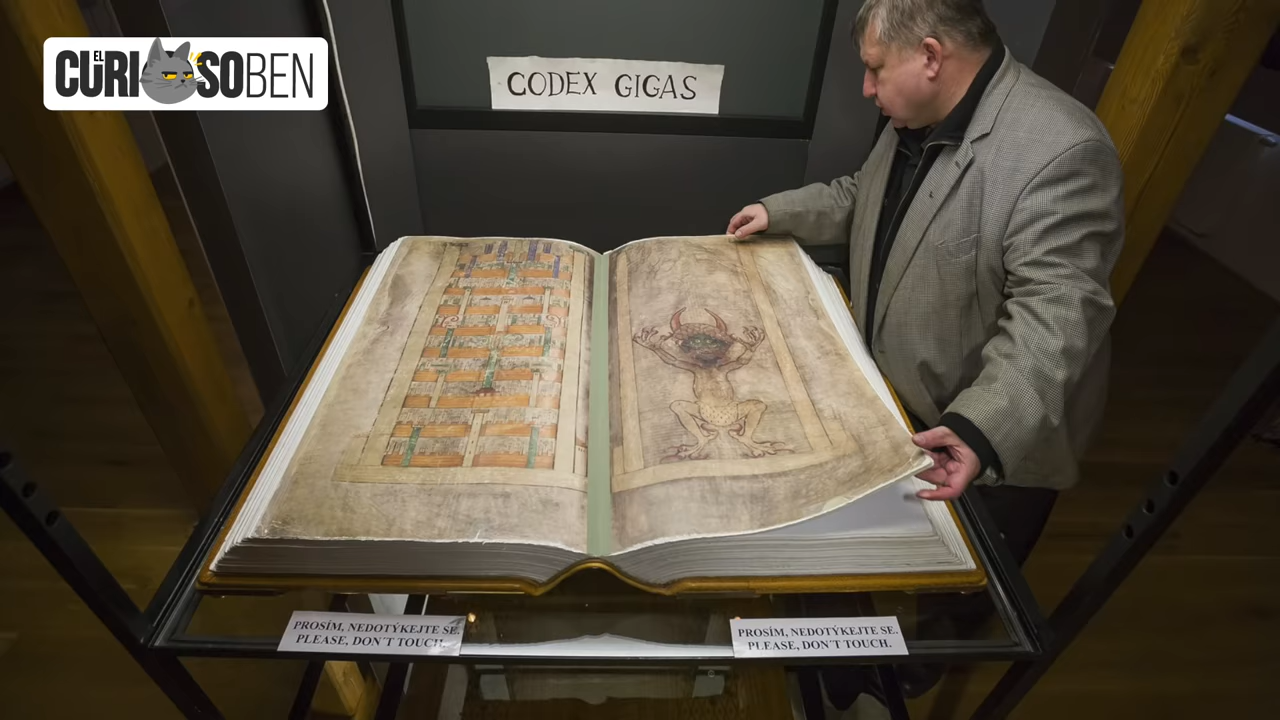 EL
CURIOSOBEN
CODEX GIGAS
PROSÍM, NEDOTÝKEJTE SE.
PLEASE, DON´T TOUCH.
PROSÍM, NEDOTÝKEJTE SE.
PLEASE, DON´T TOUCH.